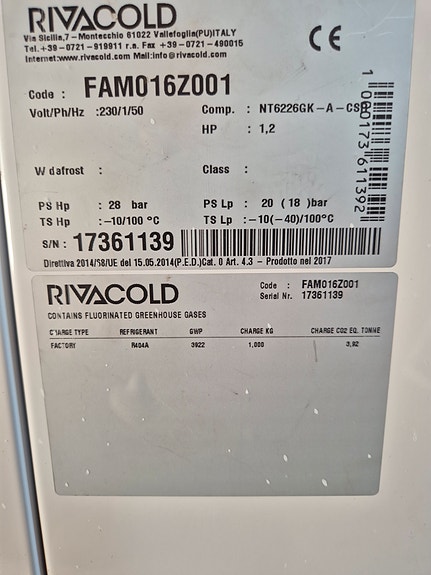 RIVACOLD
Via Sicilia,7 - Montecchio 61022 Vallefoglia(PU)ITALY
Tel.+39-0721-919911 r.a. Fax +39-0721-490015
Internet:www.rivacold.com Mail:info@rivacold.com
CE
Code : FAM016Z001
Volt/Ph/Hz :230/1/50 Comp. : NT6226GK-A-CSR
HP : 1,2
W dafrost : Class :
PS Hp : 28 bar PS Lp : 20 (18)bar
TS Hp :-10/100 °C TS Lp :-10(-40)/100°C
S/N : 17361139
Direttiva 2014/S8/UE del 15.05.2014(P.E.D.)Cat. 0 Art. 4.3 - Prodotto nel 2017
RIVACOLD
Code : FAM016Z001
Serial Nr. 17361139
CONTAINS FLUORINATED GREENHOUSE GASES
CHARGE TYPE REFRIGERANT GWP CHARGE KG CHARGE CO2 EQ. TONNE
FACTORY R404A 3922 1,000 3,92